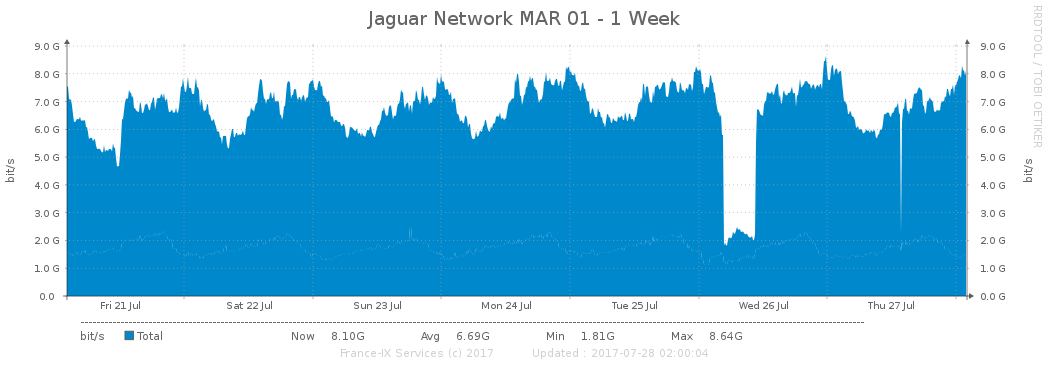 Jaguar Network MAR 01 - 1 Week
RRDTOOL / TOBI OETIKER
9.0 G 9.0 G
8.0 G 8.0 G
7.0 G 7.0 G
6.0 G 6.0 G
5.0 G 5.0 G
4.0 G 4.0 G
3.0 G 3.0 G
2.0 G 2.0 G
1.0 G 1.0 G
0.0 0.0 G
bit/s
bit/s
Fri 21 Jul Sat 22 Jul Sun 23 Jul Mon 24 Jul Tue 25 Jul Wed 26 Jul Thu 27 Jul
bit/s Total Now 8.10G Avg 6.69G Min 1.81G Max 8.64G
France-IX Services (c) 2017 Updated : 2017-07-28 02:00:04